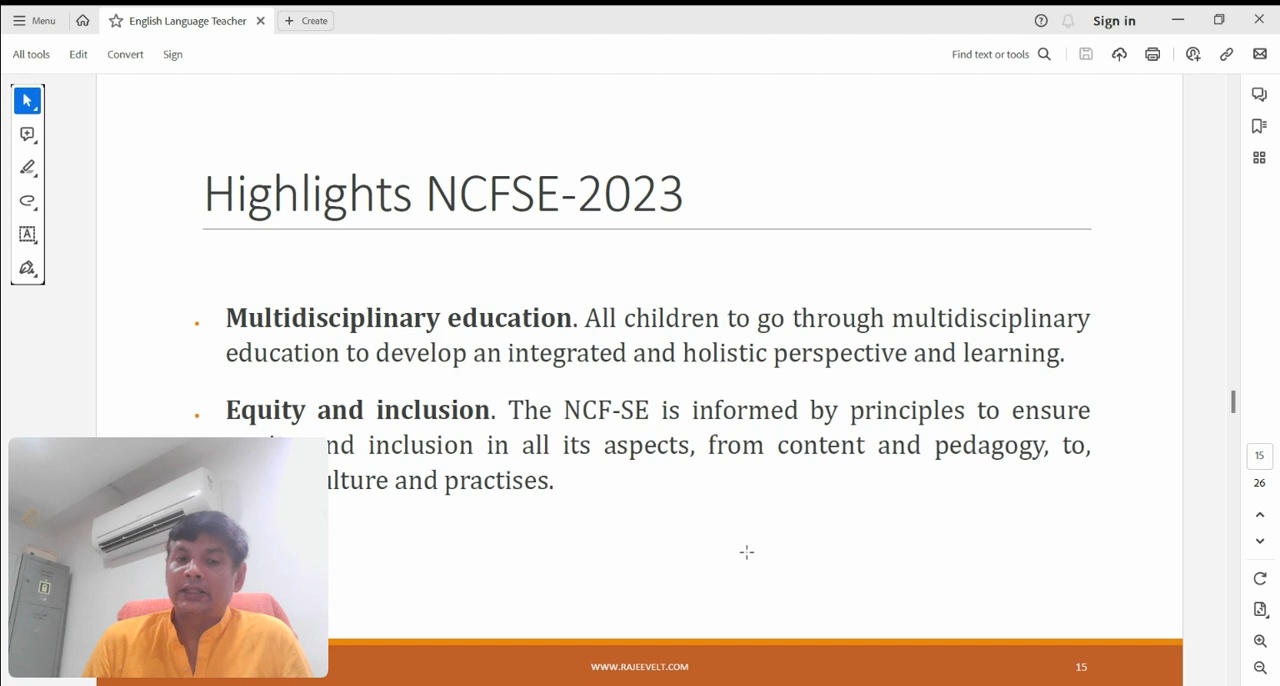 Menu
English Language Teacher
Create
Sign in
All tools
Edit
Convert
Sign
Find text or tools
Highlights NCFSE-2023
Multidisciplinary education. All children to go through multidisciplinary
education to develop an integrated and holistic perspective and learning.
Equity and inclusion. The NCF-SE is informed by principles to ensure
inclusion in all its aspects, from content and pedagogy, to,
and practises.
15
26
WWW.RAJEEVELT.COM
15